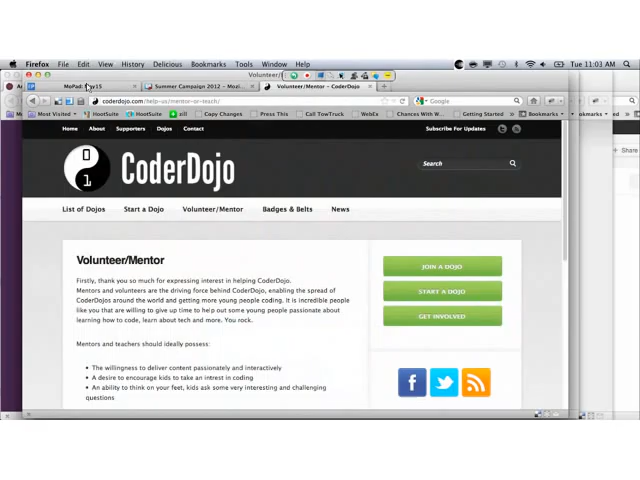 Firefox File Edit View History Delicious Bookmarks Tools Window Help Tue 11:03 AM
Volunteer/
MoPad: Summer Campaign 2012 – Mozi... Volunteer/Mentor – CoderDojo
coderdojo.com/help-us/mentor-or-teach/ Google
Most Visited HootSuite HootSuite zill Copy Changes Call TowTruck WebEx Chances With W... Getting Started Bookmarks Bookmarks
Home About Supporters Dojos Contact Subscribe For Updates
Share
0
1
CoderDojo
Search
List of Dojos Start a Dojo Volunteer/Mentor Badges & Belts News
Volunteer/Mentor
Firstly, thank you so much for expressing interest in helping CoderDojo.
Mentors and volunteers are the driving force behind CoderDojo, enabling the spread of
CoderDojos around the world and getting more young people coding. It is incredible people
like you that are willing to give up time to help out some young people passionate about
learning how to code, learn about tech and more. You rock.
Mentors and teachers should ideally possess:
• The willingness to deliver content passionately and interactively
• A desire to encourage kids to take an intrest in coding
• An ability to think on your feet, kids ask some very interesting and challenging
questions
JOIN A DOJO
START A DOJO
GET INVOLVED